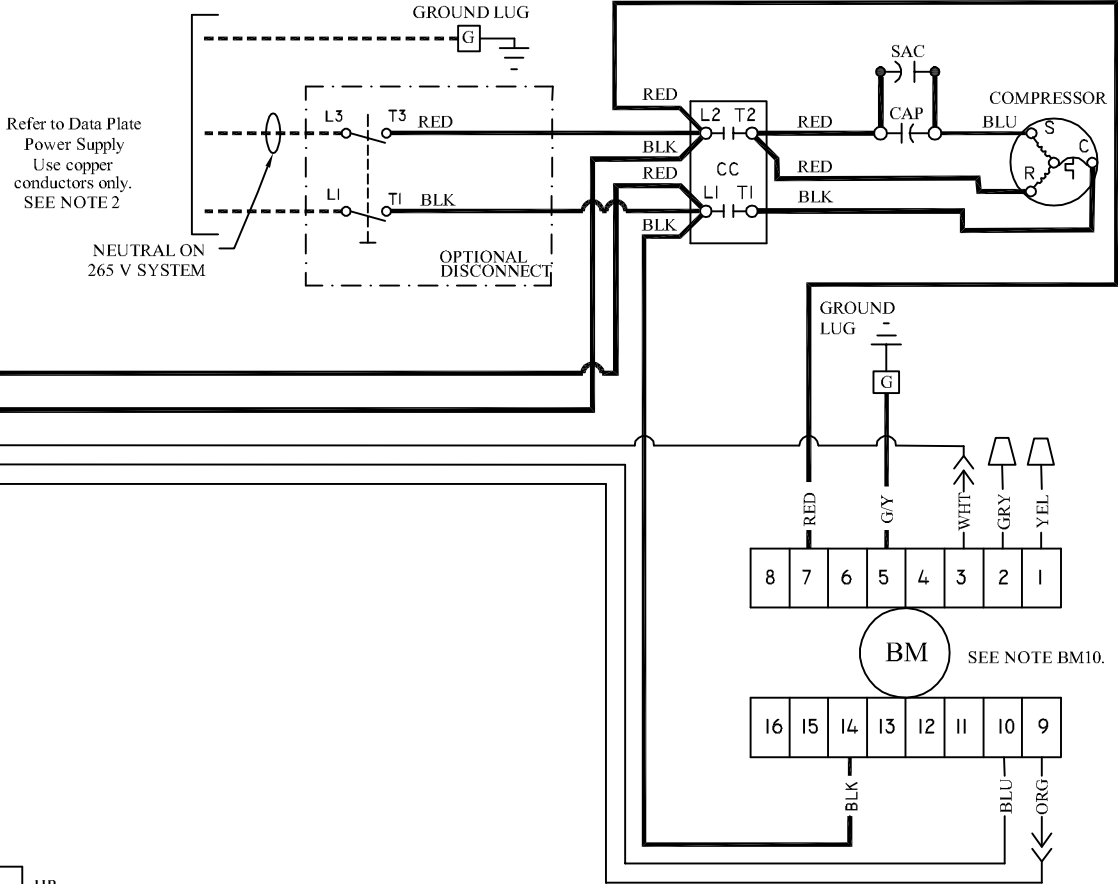 GROUND LUG
G
SAC
COMPRESSOR
RED
L3
T3
RED
L2 T2
RED
CAP
BLU
S
Refer to Data Plate
Power Supply
Use copper
conductors only.
SEE NOTE 2
BLK
CC
RED
RED
R
C
L1
T1
BLK
L1 T1
BLK
BLK
NEUTRAL ON
265 V SYSTEM
OPTIONAL
DISCONNECT
GROUND
LUG
G
RED
G/Y
WHT
GRY
YEL
8 7 6 5 4 3 2 1
BM
SEE NOTE BM10.
16 15 14 13 12 11 10 9
BLK
BLU
ORG